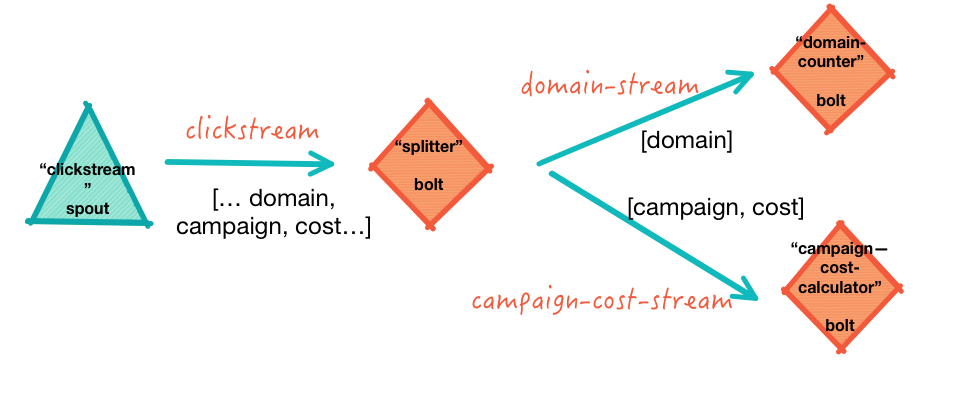 “clickstream
”
spout
clickstream
[… domain,
campaign, cost…]
“splitter”
bolt
domain-stream
[domain]
“domain-
counter”
bolt
[campaign, cost]
campaign-cost-stream
“campaign—
cost-
calculator”
bolt